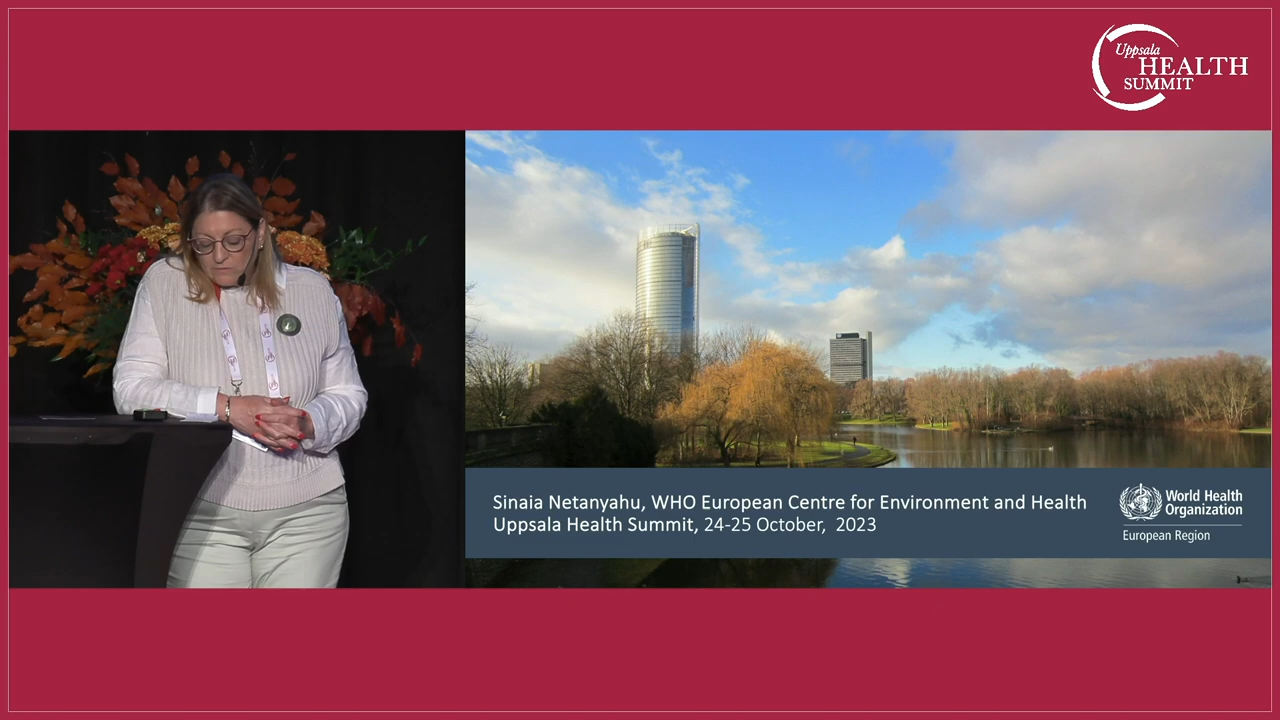 Uppsala
HEALTH
SUMMIT
Sinaia Netanyahu, WHO European Centre for Environment and Health
Uppsala Health Summit, 24-25 October, 2023
World Health
Organization
European Region